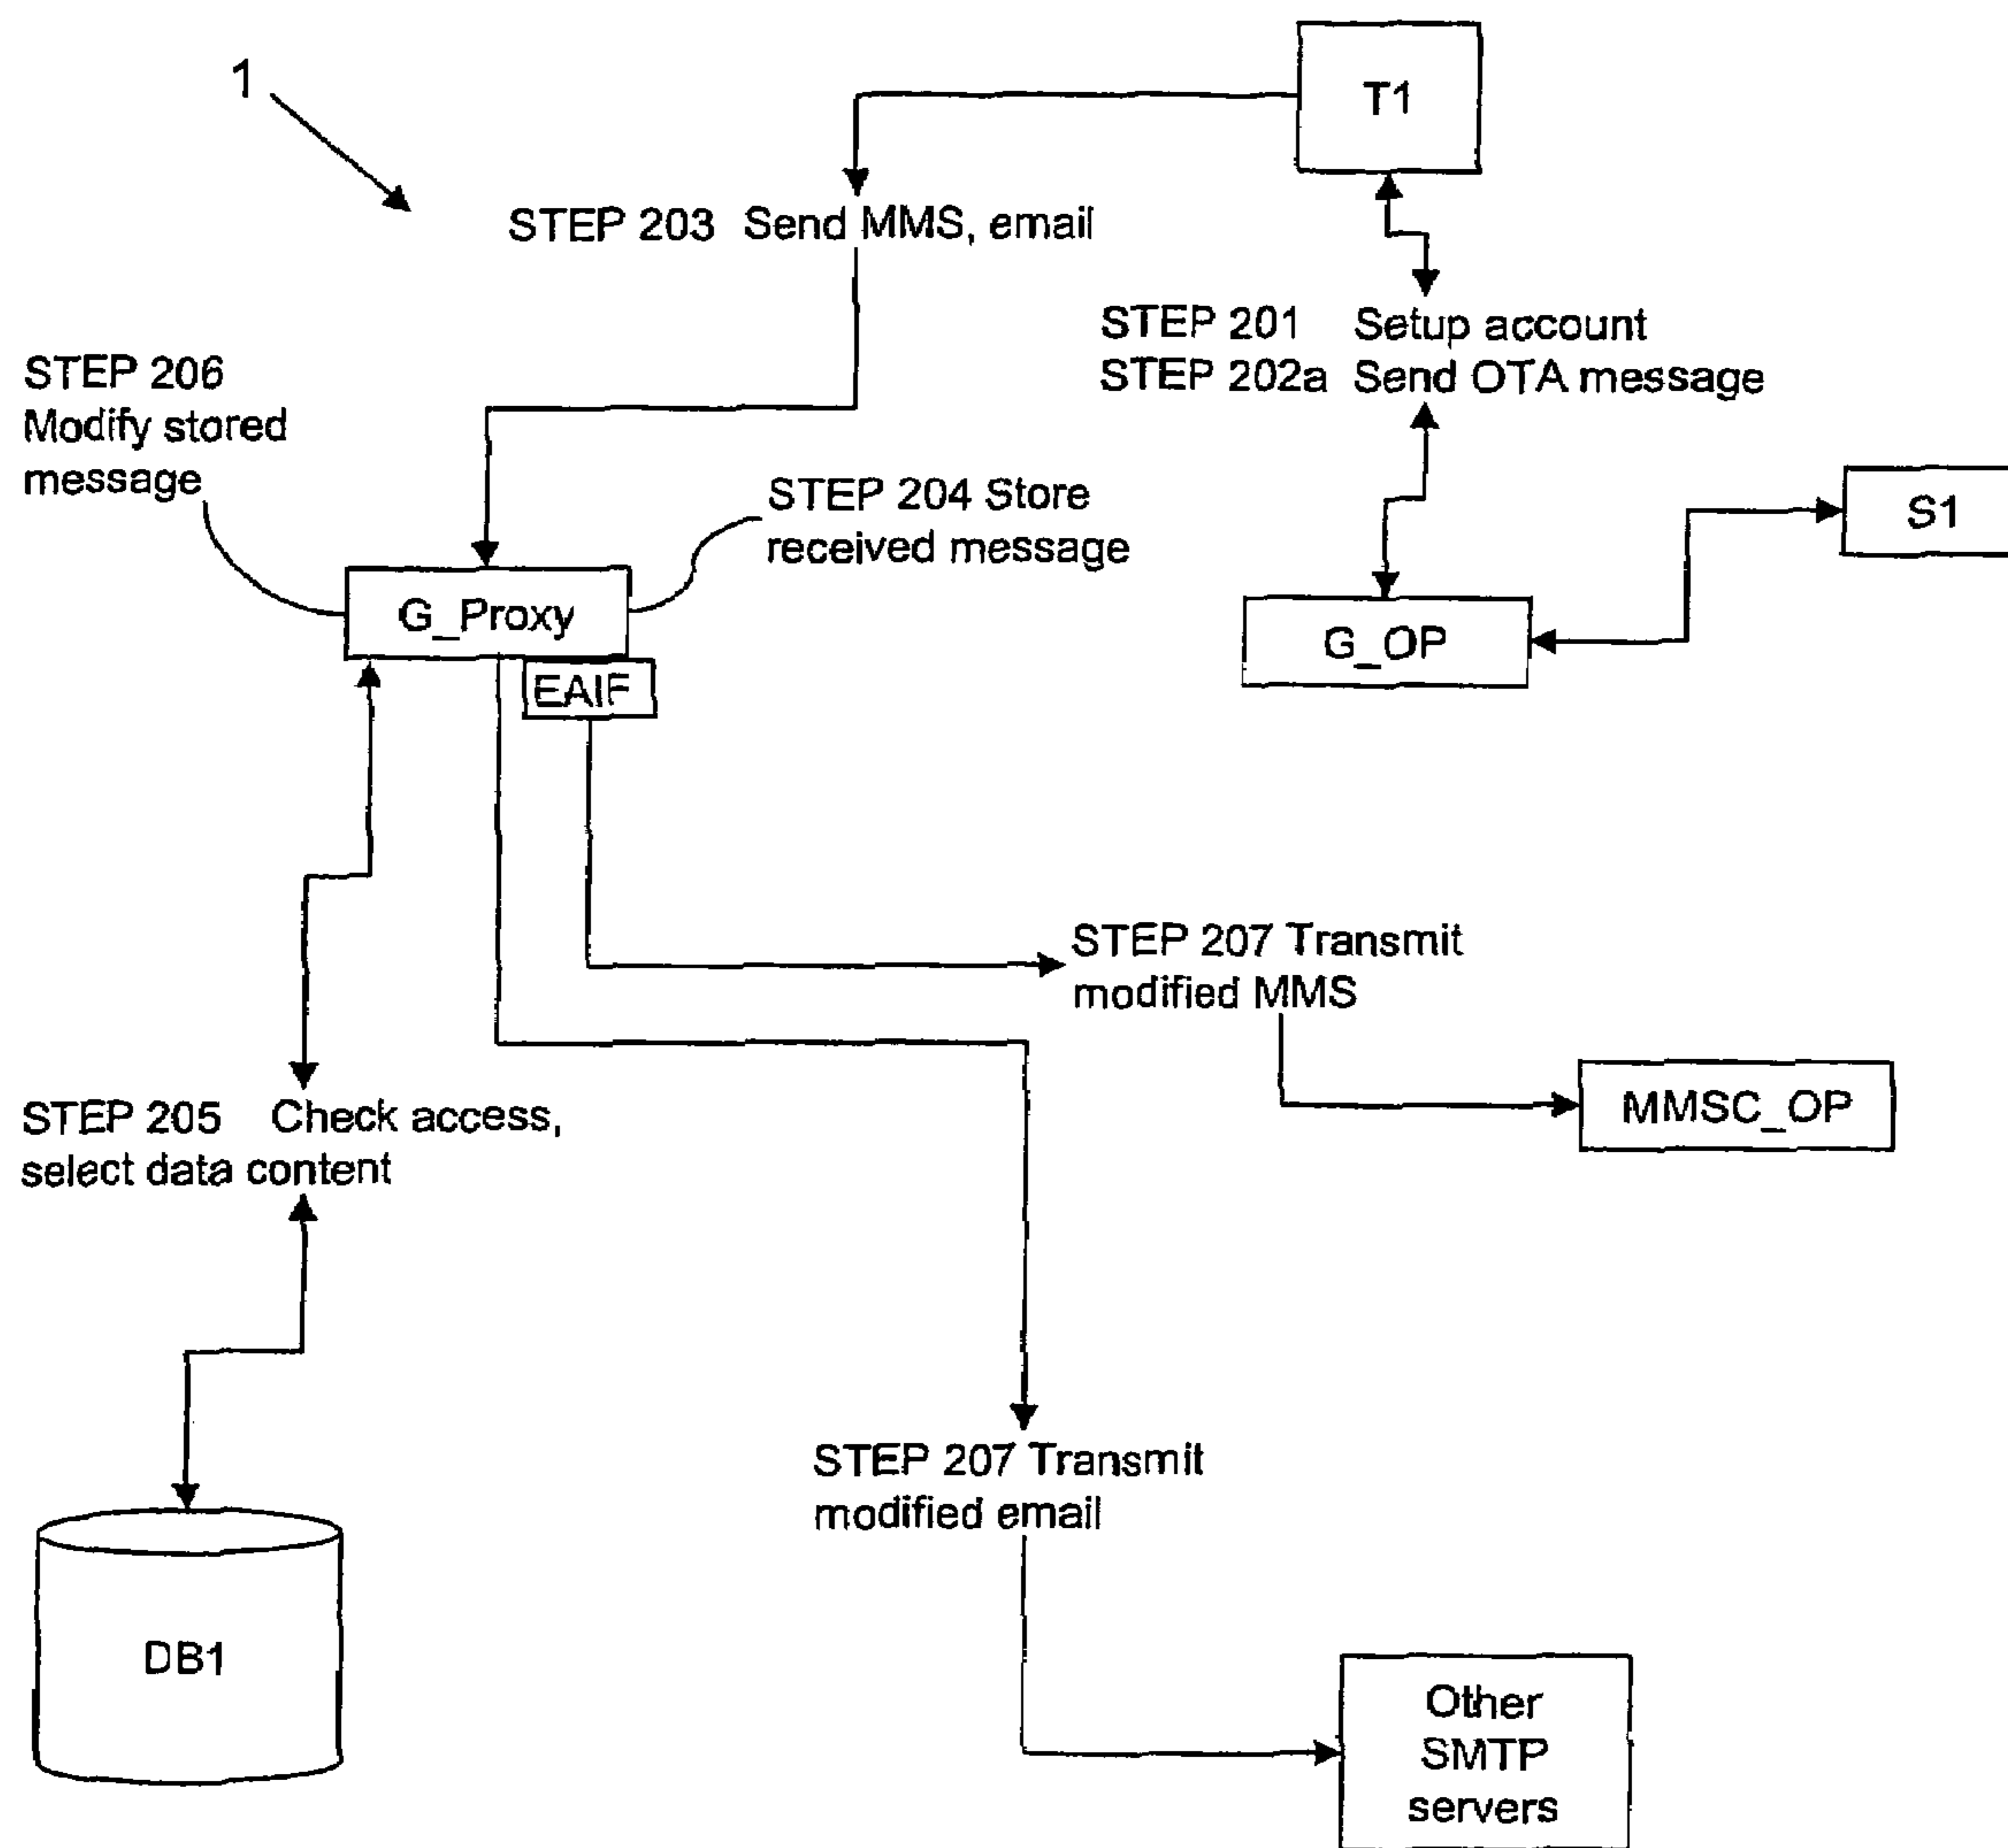 1
T1
STEP 203 Send MMS, email
STEP 201 Setup account
STEP 202a Send OTA message
STEP 206
Modify stored
message
STEP 204 Store
received message
S1
G_Proxy
G_OP
EAIF
STEP 207 Transmit
modified MMS
MMSC_OP
STEP 205 Check access,
select data content
STEP 207 Transmit
modified email
DB1
Other
SMTP
servers